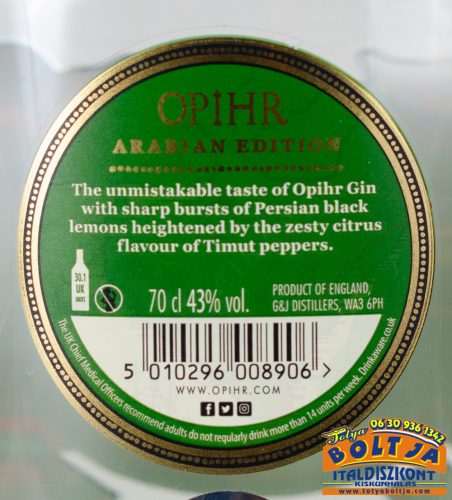 OPIHR
ARABIAN EDITION
The unmistakable taste of Opihr Gin
with sharp bursts of Persian black
lemons heightened by the zesty citrus
flavour of Timut peppers.
30.1
UK
UNITS
70 cl 43% vol.
PRODUCT OF ENGLAND,
G&J DISTILLERS, WA3 6PH
5 010296 008906 >
WWW.OPIHR.COM
The UK Chief Medical Officers recommend adults do not regularly drink more than 14 units per week. Drinkaware.co.uk
06 30 936 1342
Tolya
BOLTJA
ITALDISZKONT
KISKUNHALAS
www.tolyaboltja.com